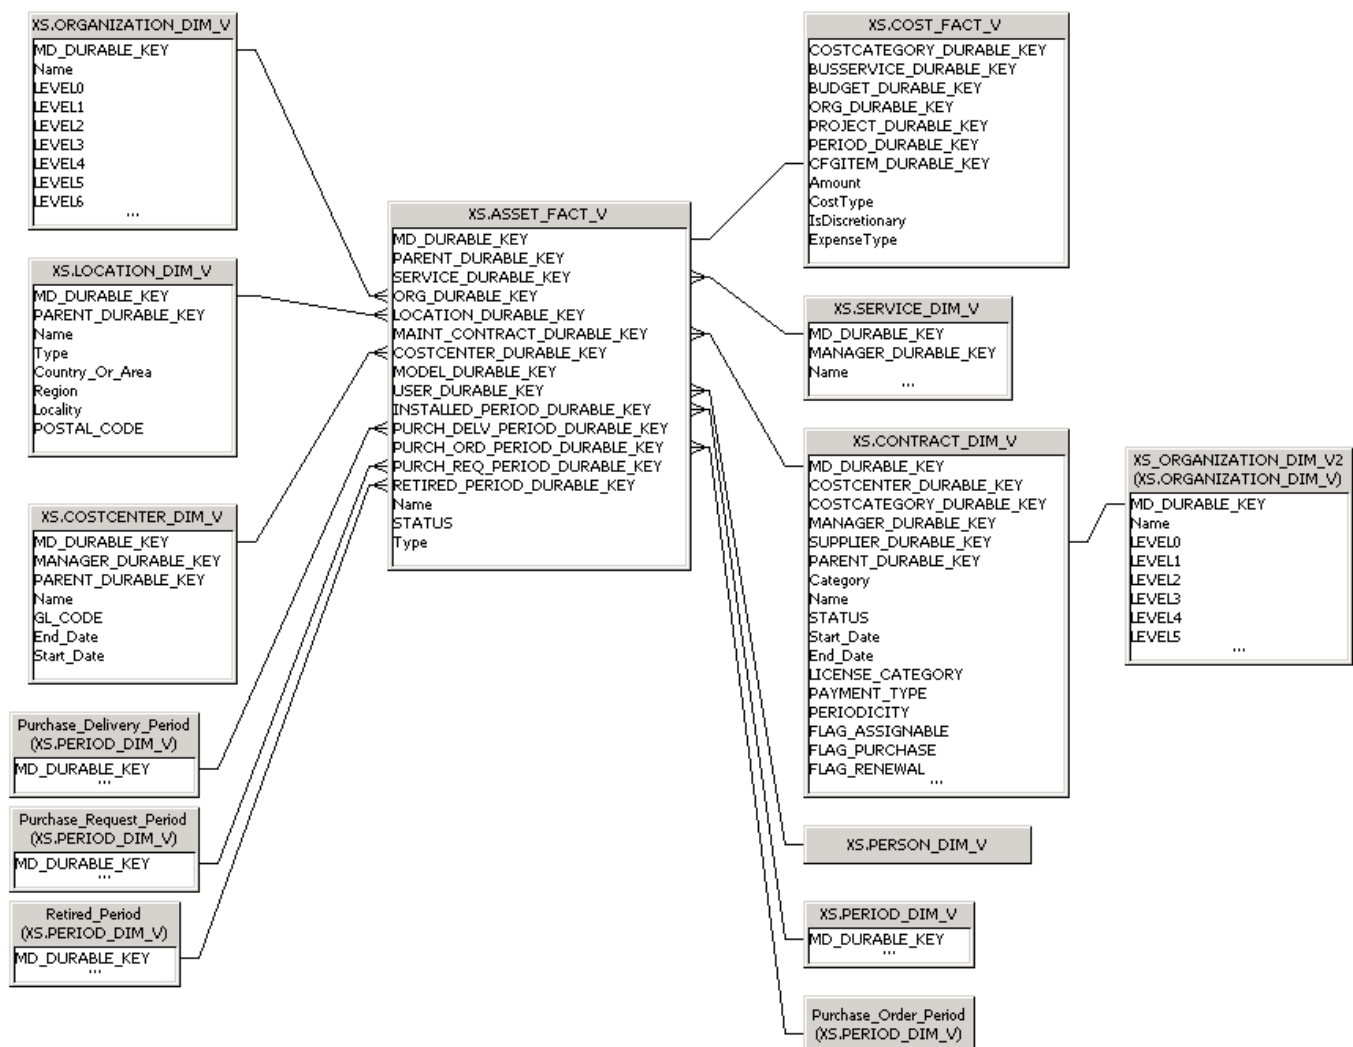 XS.ORGANIZATION_DIM_V
MD_DURABLE_KEY
Name
LEVEL0
LEVEL1
LEVEL2
LEVEL3
LEVEL4
LEVEL5
LEVEL6
...
XS.LOCATION_DIM_V
MD_DURABLE_KEY
PARENT_DURABLE_KEY
Name
Type
Country_Or_Area
Region
Locality
POSTAL_CODE
XS.COSTCENTER_DIM_V
MD_DURABLE_KEY
MANAGER_DURABLE_KEY
PARENT_DURABLE_KEY
Name
GL_CODE
End_Date
Start_Date
Purchase_Delivery_Period
(XS.PERIOD_DIM_V)
MD_DURABLE_KEY
...
Purchase_Request_Period
(XS.PERIOD_DIM_V)
MD_DURABLE_KEY
...
Retired_Period
(XS.PERIOD_DIM_V)
MD_DURABLE_KEY
...
XS.ASSET_FACT_V
MD_DURABLE_KEY
PARENT_DURABLE_KEY
SERVICE_DURABLE_KEY
ORG_DURABLE_KEY
LOCATION_DURABLE_KEY
MAINT_CONTRACT_DURABLE_KEY
COSTCENTER_DURABLE_KEY
MODEL_DURABLE_KEY
USER_DURABLE_KEY
INSTALLED_PERIOD_DURABLE_KEY
PURCH_DELV_PERIOD_DURABLE_KEY
PURCH_ORD_PERIOD_DURABLE_KEY
PURCH_REQ_PERIOD_DURABLE_KEY
RETIRED_PERIOD_DURABLE_KEY
Name
STATUS
Type
XS.COST_FACT_V
COSTCATEGORY_DURABLE_KEY
BUSSERVICE_DURABLE_KEY
BUDGET_DURABLE_KEY
ORG_DURABLE_KEY
PROJECT_DURABLE_KEY
PERIOD_DURABLE_KEY
CFGITEM_DURABLE_KEY
Amount
CostType
IsDiscretionary
ExpenseType
XS.SERVICE_DIM_V
MD_DURABLE_KEY
MANAGER_DURABLE_KEY
Name
...
XS.CONTRACT_DIM_V
MD_DURABLE_KEY
COSTCENTER_DURABLE_KEY
COSTCATEGORY_DURABLE_KEY
MANAGER_DURABLE_KEY
SUPPLIER_DURABLE_KEY
PARENT_DURABLE_KEY
Category
Name
STATUS
Start_Date
End_Date
LICENSE_CATEGORY
PAYMENT_TYPE
PERIODICITY
FLAG_ASSIGNABLE
FLAG_PURCHASE
FLAG_RENEWAL
...
XS_ORGANIZATION_DIM_V2
(XS.ORGANIZATION_DIM_V)
MD_DURABLE_KEY
Name
LEVEL0
LEVEL1
LEVEL2
LEVEL3
LEVEL4
LEVEL5
...
XS.PERSON_DIM_V
XS.PERIOD_DIM_V
MD_DURABLE_KEY
...
Purchase_Order_Period
(XS.PERIOD_DIM_V)